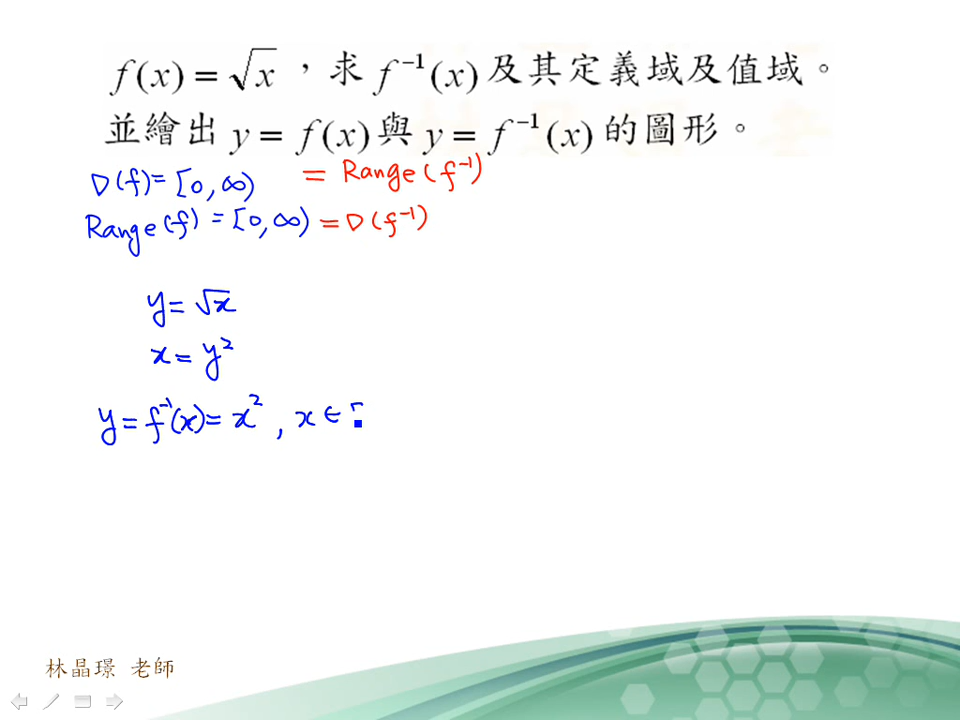 f(x) = √x ，求 f⁻¹(x) 及其定義域及值域。
並繪出 y = f(x) 與 y = f⁻¹(x) 的圖形。
D(f) = [0, ∞) = Range(f⁻¹)
Range(f) = [0, ∞) = D(f⁻¹)
y = √x
x = y²
y = f⁻¹(x) = x² , x ∈ [
林晶璟 老師